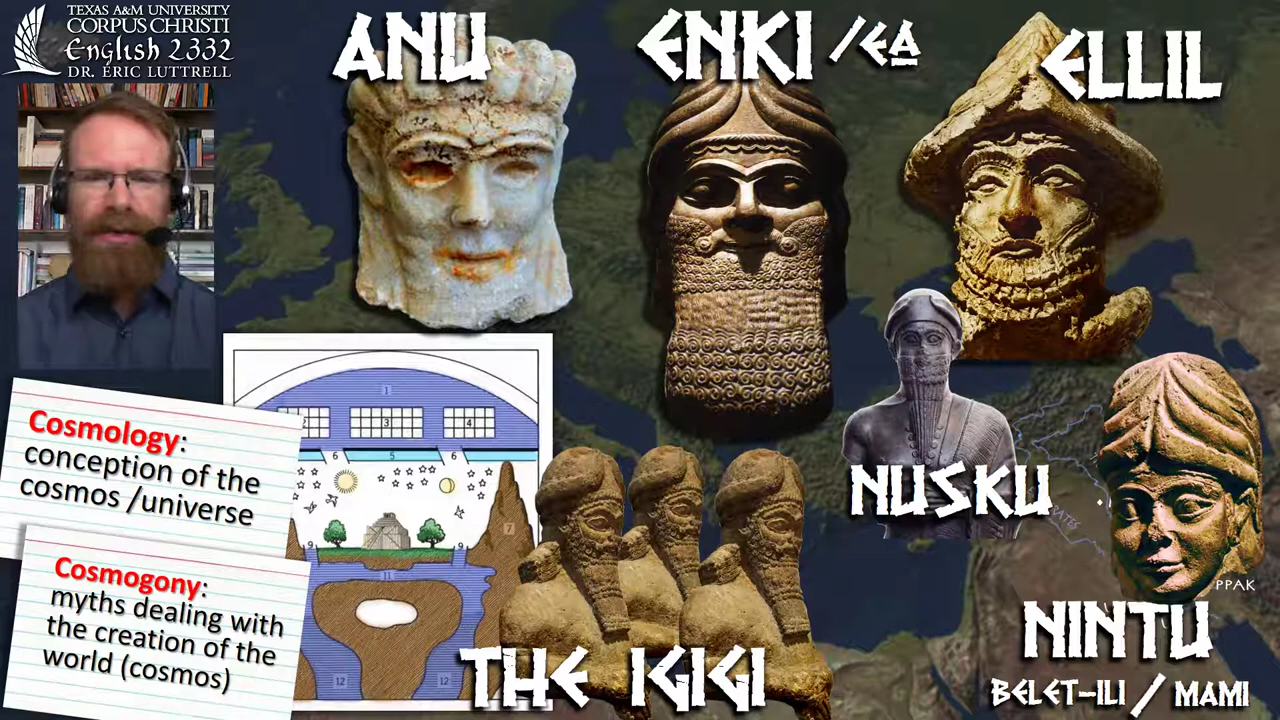 TEXAS A&M UNIVERSITY
CORPUS CHRISTI
English 2332
DR. ERIC LUTTRELL
ANU
ENKI /EA
ELLIL
Cosmology:
conception of the
cosmos /universe
Cosmogony:
myths dealing with
the creation of the
world (cosmos)
1
3
4
6
5
6
7
9
9
11
12
12
NUSKU
THE IGIGI
PPAK
NINTU
BELET-ILI / MAMI